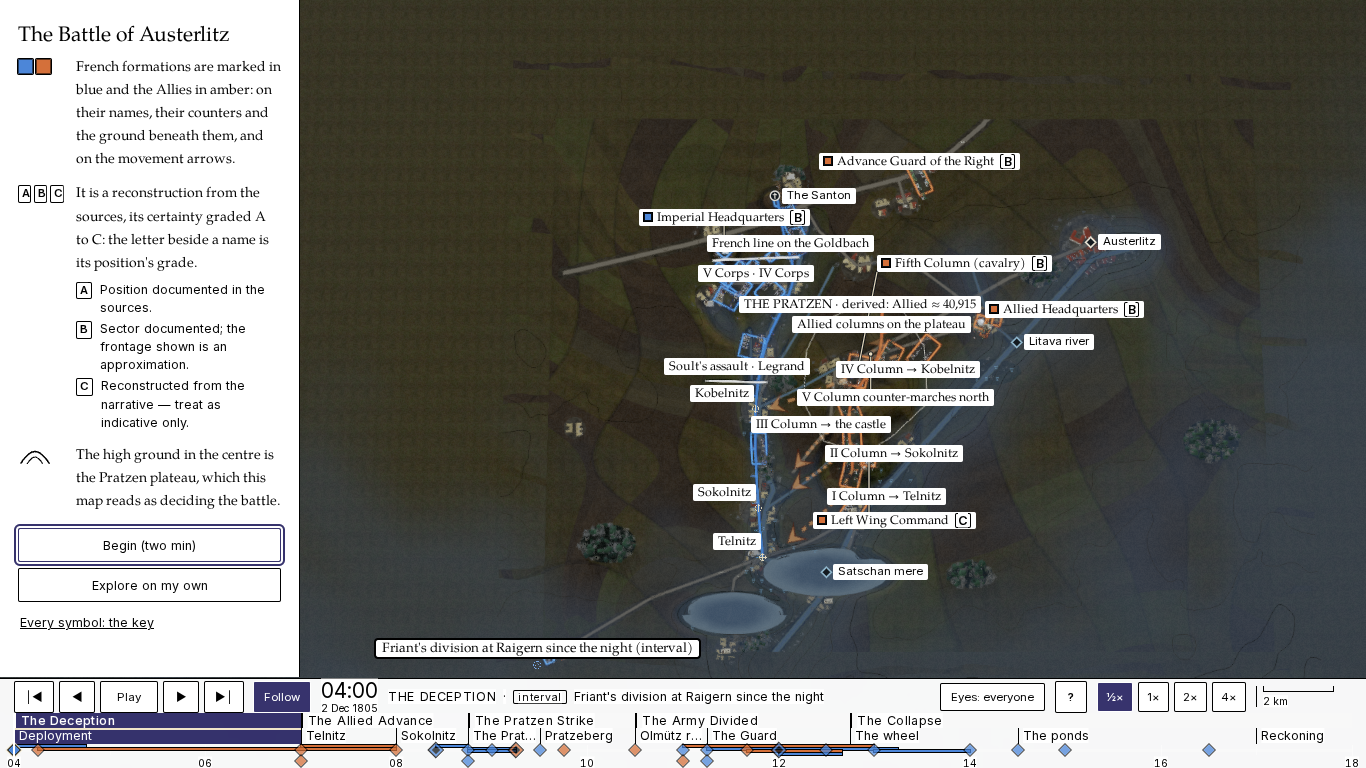 The Battle of Austerlitz
French formations are marked in
blue and the Allies in amber: on
their names, their counters and
the ground beneath them, and
on the movement arrows.
A B C
It is a reconstruction from the
sources, its certainty graded A
to C: the letter beside a name is
its position's grade.
A Position documented in the
sources.
B Sector documented; the
frontage shown is an
approximation.
C Reconstructed from the
narrative — treat as
indicative only.
The high ground in the centre is
the Pratzen plateau, which this
map reads as deciding the battle.
Begin (two min)
Explore on my own
Every symbol: the key
Advance Guard of the Right B
The Santon
Imperial Headquarters B
French line on the Goldbach
Austerlitz
Fifth Column (cavalry) B
V Corps · IV Corps
THE PRATZEN · derived: Allied ≈ 40,915
Allied Headquarters B
Allied columns on the plateau
Litava river
Soult's assault · Legrand
IV Column → Kobelnitz
Kobelnitz
V Column counter-marches north
III Column → the castle
II Column → Sokolnitz
Sokolnitz
I Column → Telnitz
Left Wing Command C
Telnitz
Satschan mere
Friant's division at Raigern since the night (interval)
Play
Follow
04:00
2 Dec 1805
THE DECEPTION · interval Friant's division at Raigern since the night
Eyes: everyone
?
½×
1×
2×
4×
2 km
The Deception
The Allied Advance
The Pratzen Strike
The Army Divided
The Collapse
Deployment
Telnitz
Sokolnitz
The Prat...
Pratzeberg
Olmütz r...
The Guard
The wheel
The ponds
Reckoning
04 06 08 10 12 14 16 18